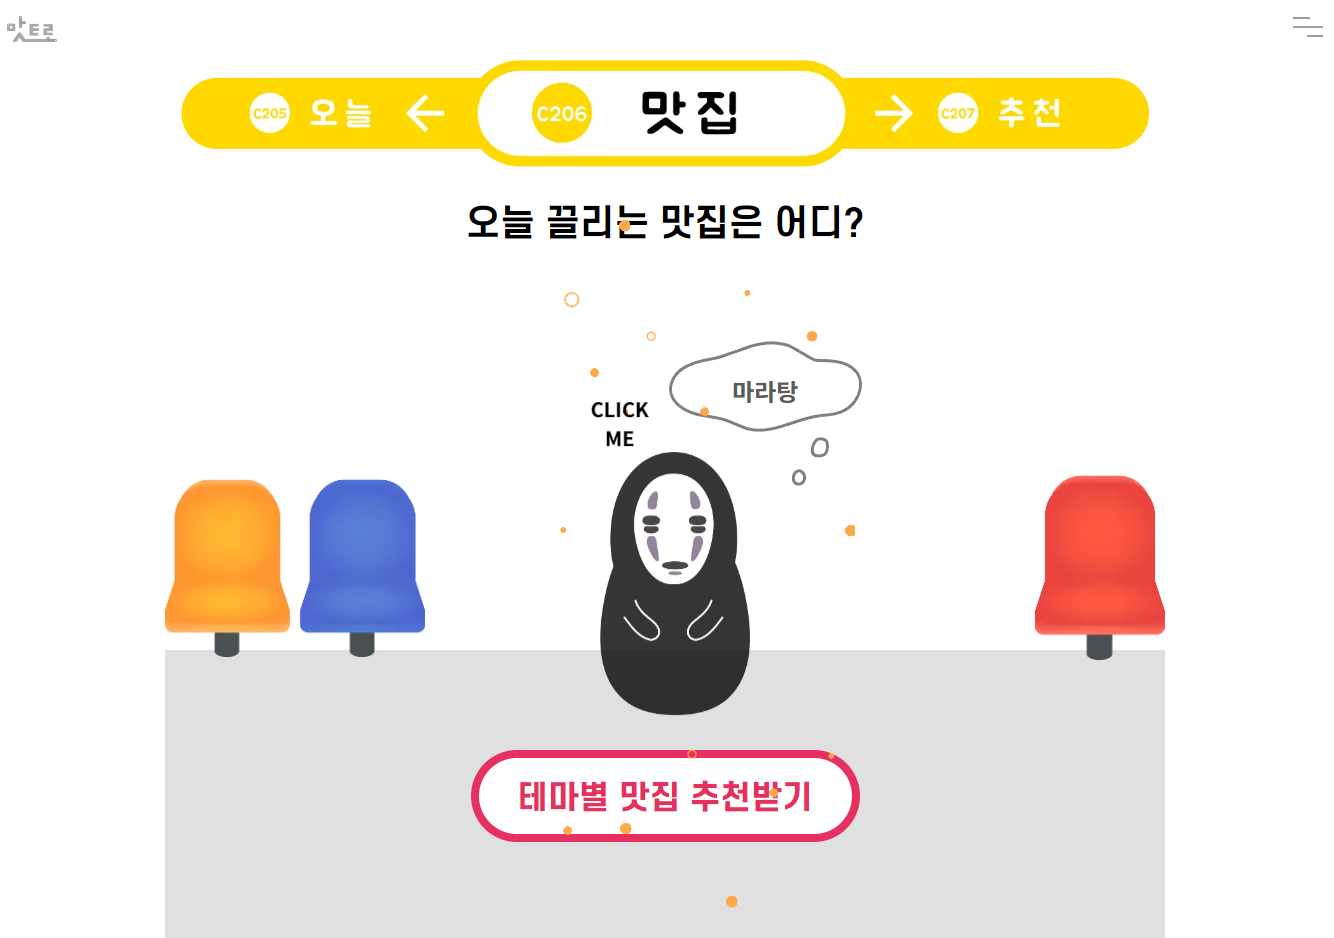 맛트로
C205 오늘 C206 맛집 C207 추천
오늘 끌리는 맛집은 어디?
마라탕
CLICK
ME
테마별 맛집 추천받기